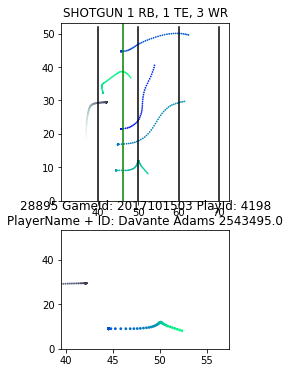 SHOTGUN 1 RB, 1 TE, 3 WR
50
40
30
20
10
0
40 50 60 70
28895 GameId: 2017101503 PlayId: 4198
PlayerName + ID: Davante Adams 2543495.0
40
20
0
40 45 50 55